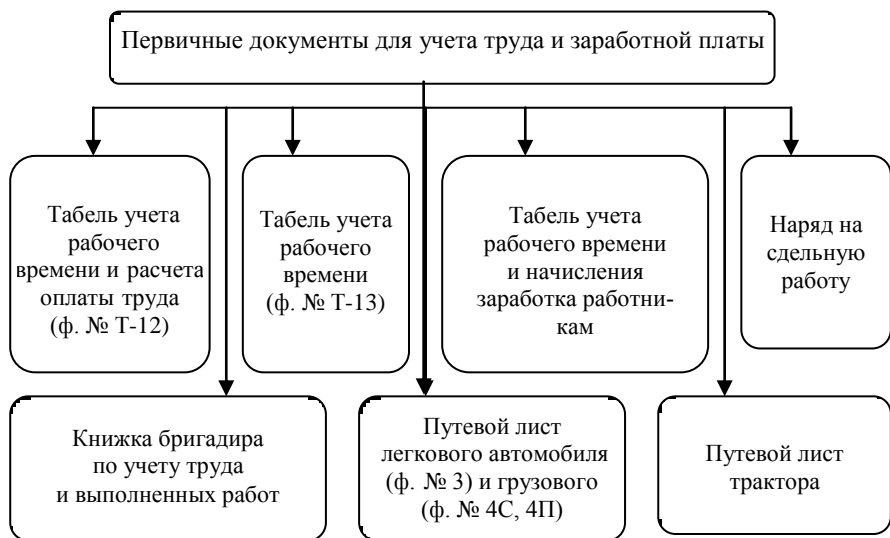 Первичные документы для учета труда и заработной платы
Табель учета
рабочего
времени и расчета
оплаты труда
(ф. № Т-12)
Табель учета
рабочего
времени
(ф. № Т-13)
Табель учета
рабочего времени
и начисления
заработка работни-
кам
Наряд на
сдельную
работу
Книжка бригадира
по учету труда
и выполненных работ
Путевой лист
легкового автомобиля
(ф. № 3) и грузового
(ф. № 4С, 4П)
Путевой лист
трактора